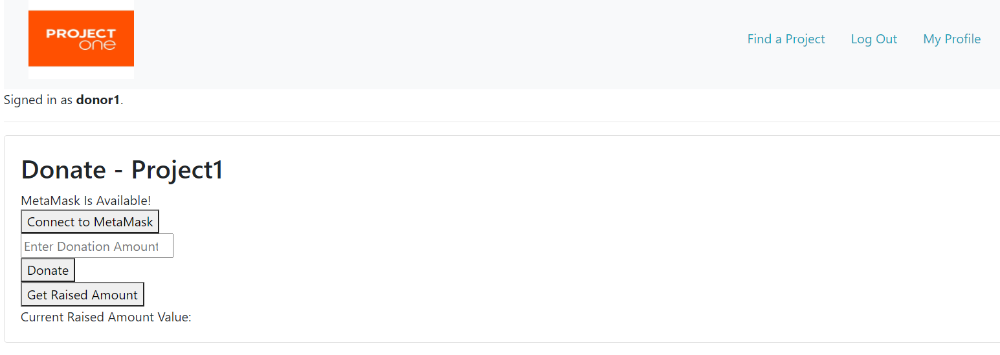 PROJECT
one
Find a Project Log Out My Profile
Signed in as donor1.
Donate - Project1
MetaMask Is Available!
Connect to MetaMask
Enter Donation Amount
Donate
Get Raised Amount
Current Raised Amount Value: